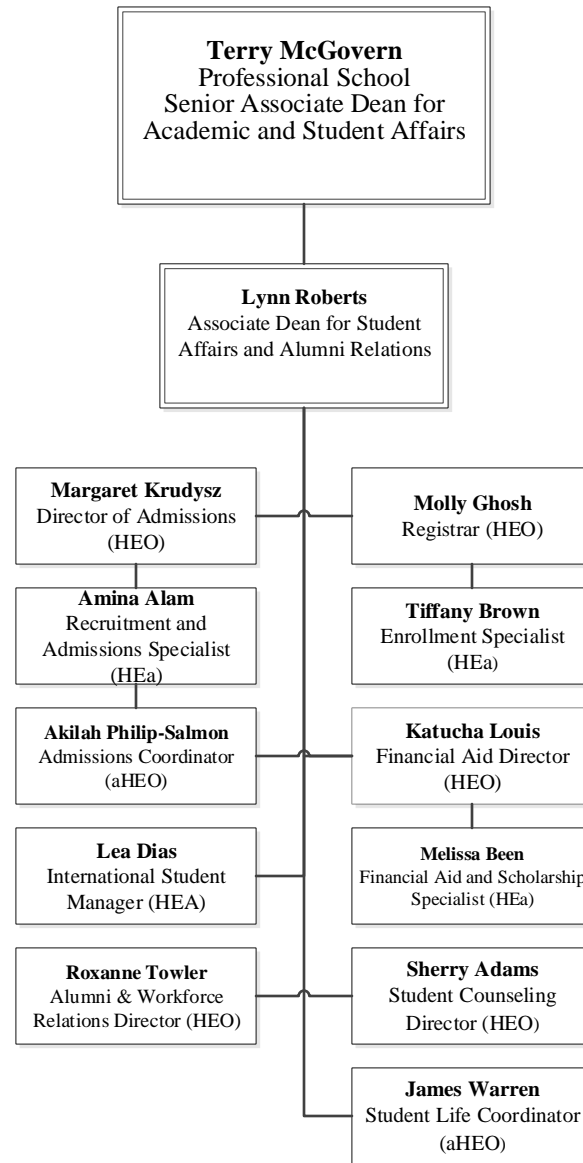 Terry McGovern
Professional School
Senior Associate Dean for
Academic and Student Affairs
Lynn Roberts
Associate Dean for Student
Affairs and Alumni Relations
Margaret Krudysz
Director of Admissions
(HEO)
Molly Ghosh
Registrar (HEO)
Amina Alam
Recruitment and
Admissions Specialist
(HEa)
Tiffany Brown
Enrollment Specialist
(HEa)
Akilah Philip-Salmon
Admissions Coordinator
(aHEO)
Katucha Louis
Financial Aid Director
(HEO)
Lea Dias
International Student
Manager (HEA)
Melissa Been
Financial Aid and Scholarship
Specialist (HEa)
Roxanne Towler
Alumni & Workforce
Relations Director (HEO)
Sherry Adams
Student Counseling
Director (HEO)
James Warren
Student Life Coordinator
(aHEO)